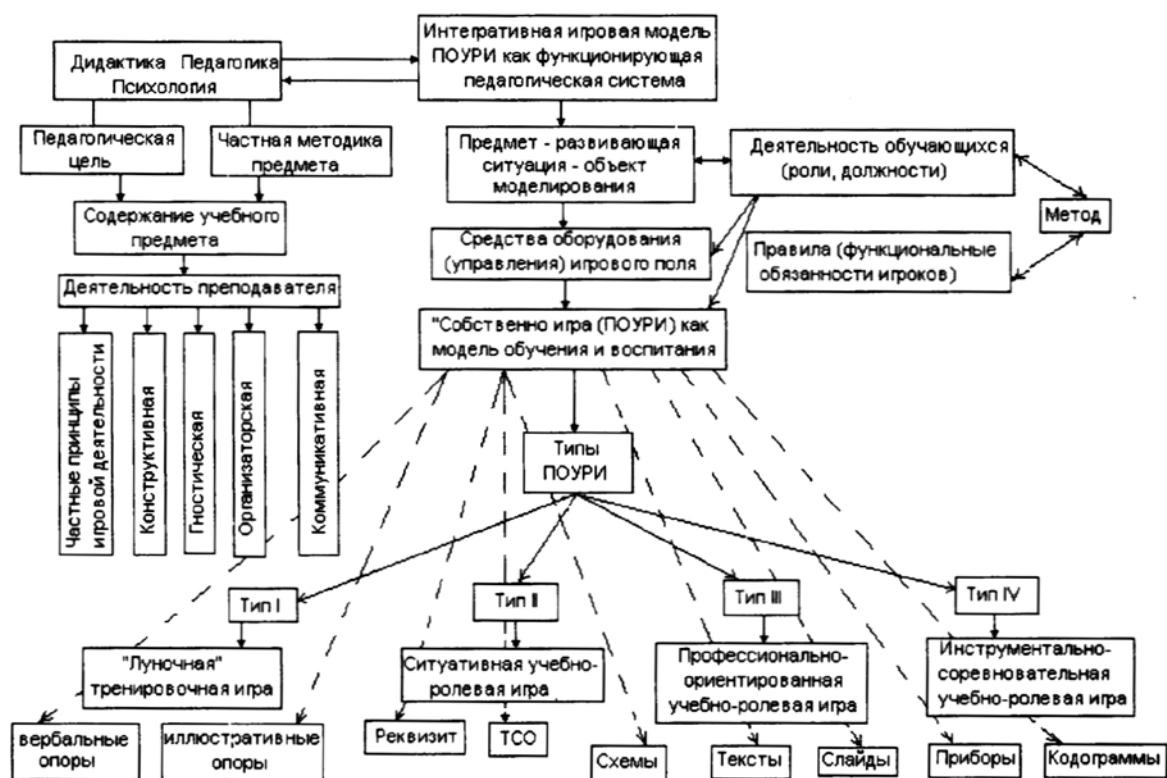 Интегративная игровая модель
ПОУРИ как функционирующая
педагогическая система
Дидактика Педагогика
Психология
Педагогическая
цель
Частная методика
предмета
Предмет - развивающая
ситуация - объект
моделирования
Деятельность обучающихся
(роли, должности)
Метод
Содержание учебного
предмета
Средства оборудования
(управления) игрового поля
Правила (функциональные
обязанности игроков)
Деятельность преподавателя
"Собственно игра (ПОУРИ) как
модель обучения и воспитания
Частные принципы
игровой деятельности
Конструктивная
Гностическая
Организаторская
Коммуникативная
Типы
ПОУРИ
Тип I
Тип II
Тип III
Тип IV
"Луночная"
тренировочная игра
Ситуативная учебно-
ролевая игра
Профессионально-
ориентированная
учебно-ролевая игра
Инструментально-
соревновательная
учебно-ролевая игра
вербальные
опоры
иллюстративные
опоры
Реквизит
ТСО
Схемы
Тексты
Слайды
Приборы
Кодограммы